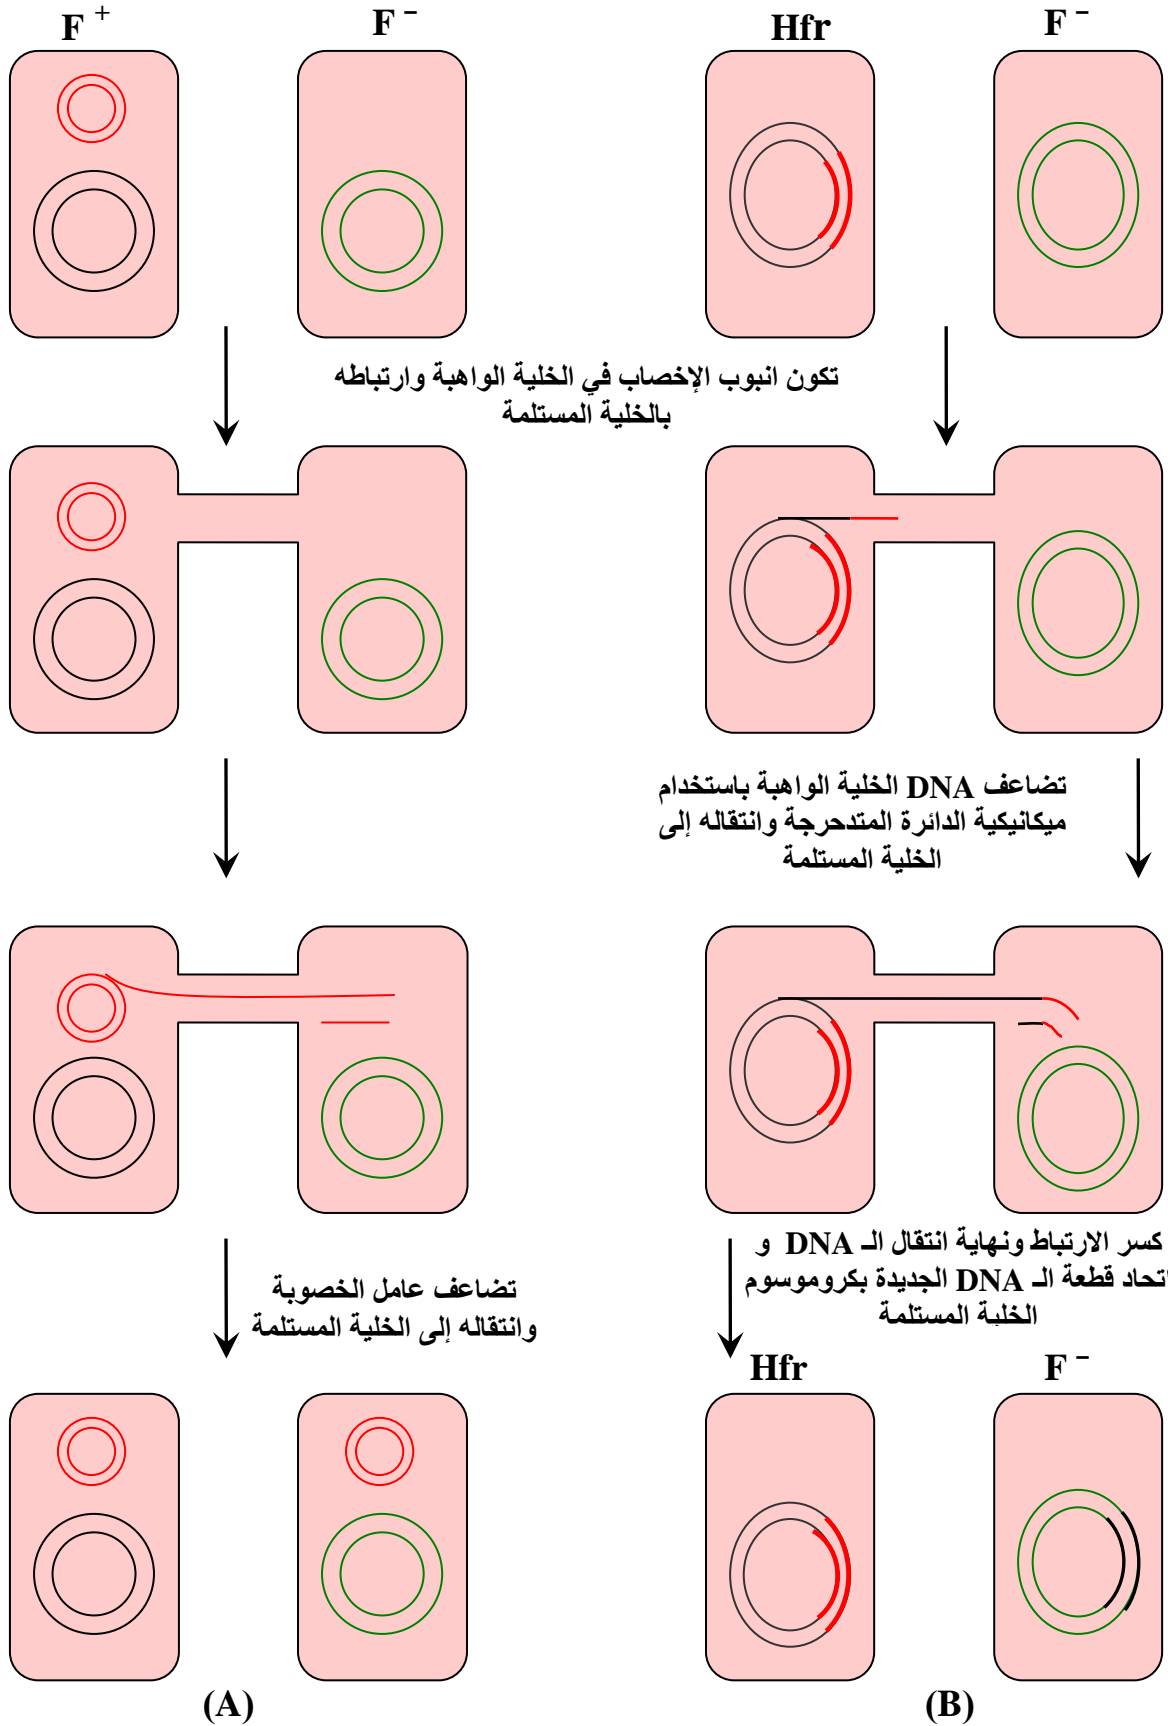 F +
F –
Hfr
F –
تكون انبوب الإخصاب في الخلية الواهبة وارتباطه
بالخلية المستلمة
تضاعف DNA الخلية الواهبة باستخدام
ميكانيكية الدائرة المتدحرجة وانتقاله إلى
الخلية المستلمة
تضاعف عامل الخصوبة
وانتقاله إلى الخلية المستلمة
كسر الارتباط ونهاية انتقال الـ DNA و
اتحاد قطعة الـ DNA الجديدة بكروموسوم
الخلية المستلمة
Hfr
F –
(A)
(B)